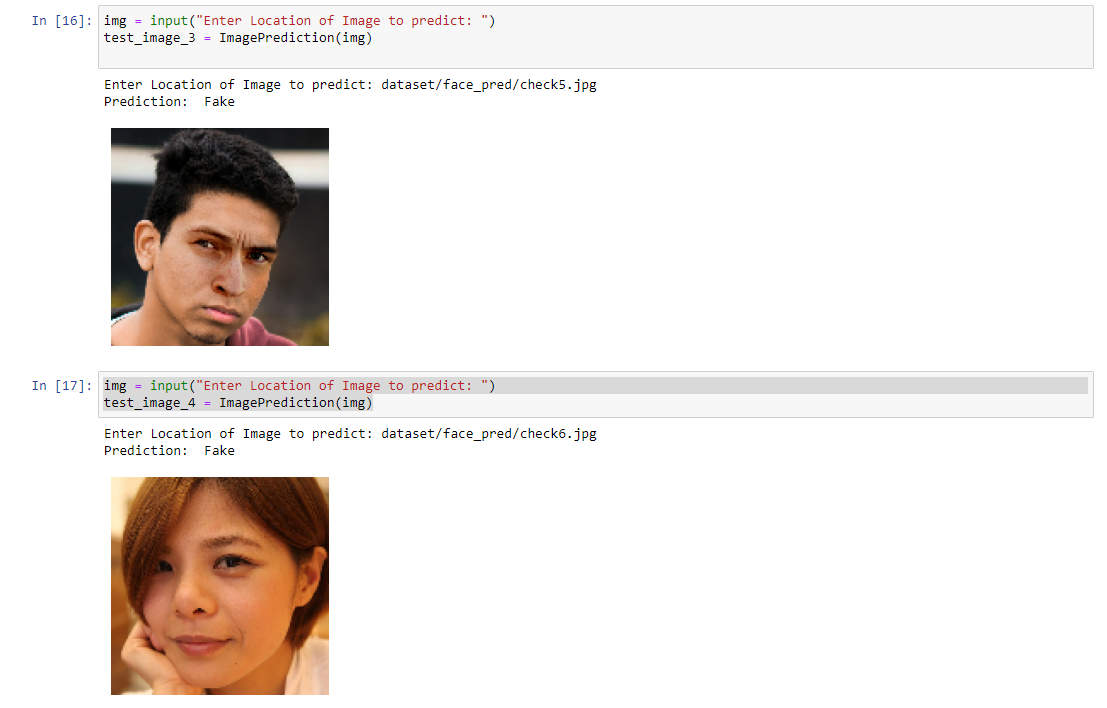 In [16]: img = input("Enter Location of Image to predict: ")
test_image_3 = ImagePrediction(img)
Enter Location of Image to predict: dataset/face_pred/check5.jpg
Prediction:  Fake
In [17]: img = input("Enter Location of Image to predict: ")
test_image_4 = ImagePrediction(img)
Enter Location of Image to predict: dataset/face_pred/check6.jpg
Prediction:  Fake